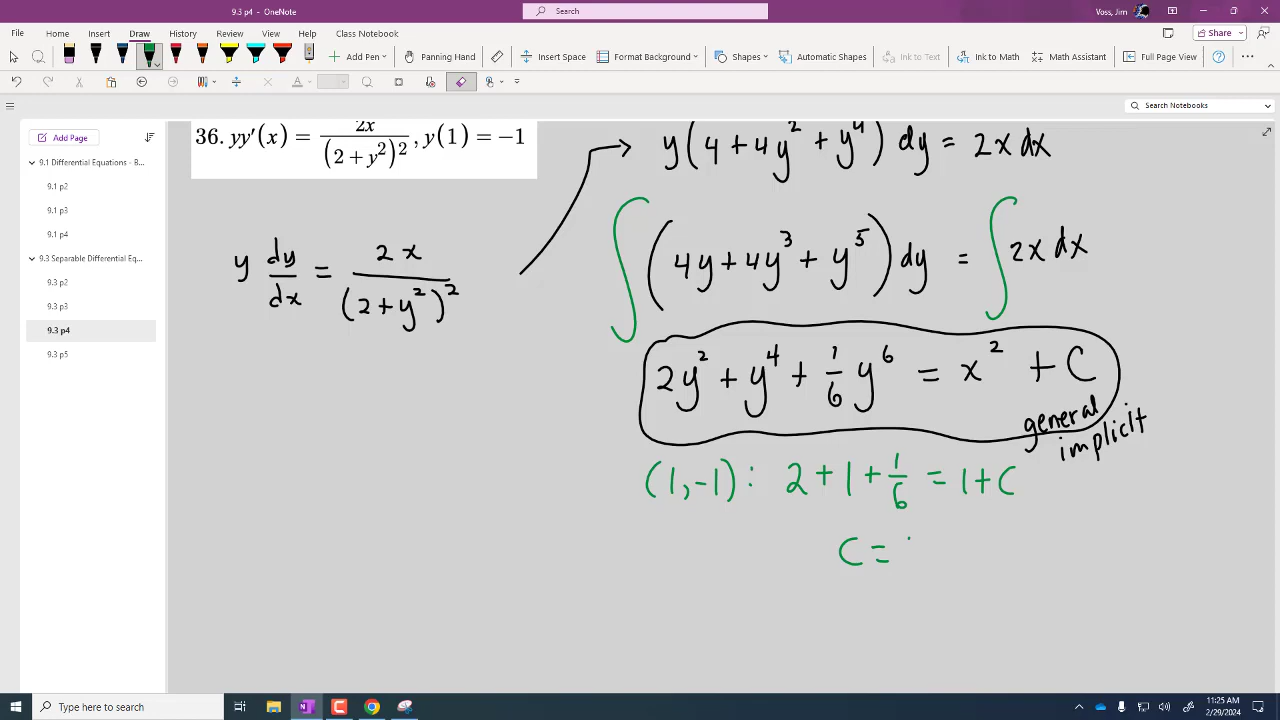 9.3 p4 - OneNote
Search
Voss, Jim
File Home Insert Draw History Review View Help Class Notebook
Share
Add Pen Panning Hand Insert Space Format Background Shapes Automatic Shapes Ink to Text Ink to Math Math Assistant Full Page View
Search Notebooks
Add Page
9.1 Differential Equations - B...
9.1 p2
9.1 p3
9.1 p4
9.3 Separable Differential Eq...
9.3 p2
9.3 p3
9.3 p4
9.3 p5
36. yy′(x) = 2x/(2 + y²)², y(1) = −1
y dy/dx = 2x/(2+y²)²
y(4+4y²+y⁴) dy = 2x dx
∫(4y+4y³+y⁵) dy = ∫2x dx
2y²+y⁴+1/6 y⁶ = x² + C
general
implicit
(1,-1): 2+1+1/6 = 1+C
C =
Type here to search
11:25 AM
2/29/2024